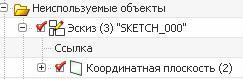 Неиспользуемые объекты
Эскиз (3) "SKETCH_000"
Ссылка
Координатная плоскость (2)